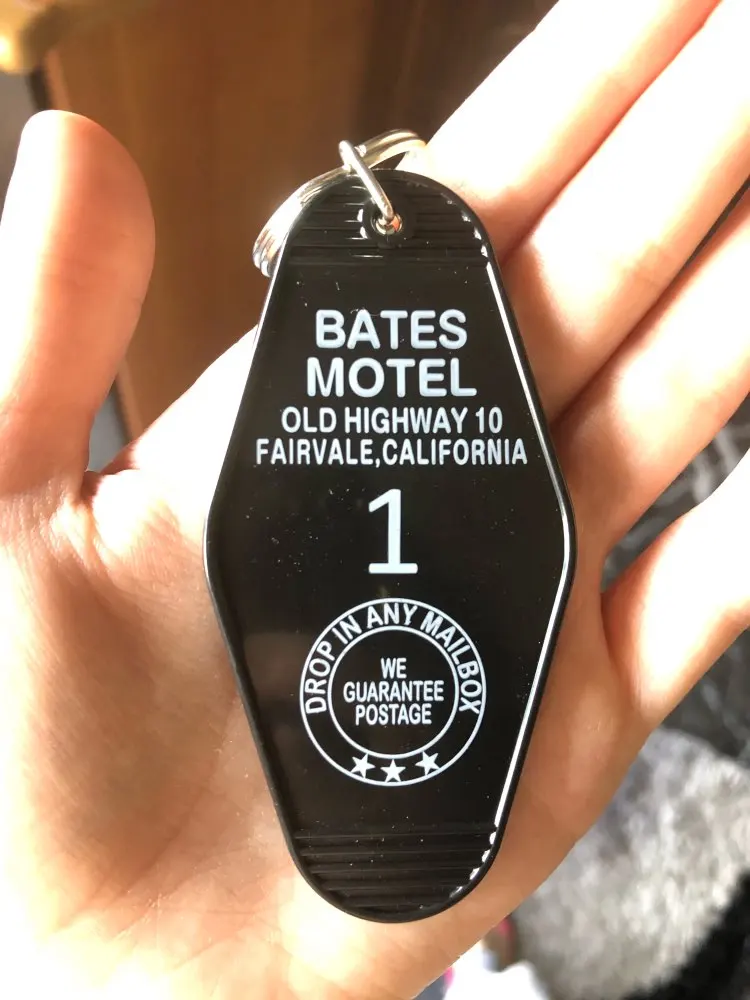 BATES
MOTEL
OLD HIGHWAY 10
FAIRVALE,CALIFORNIA
1
DROP IN ANY MAILBOX
WE
GUARANTEE
POSTAGE